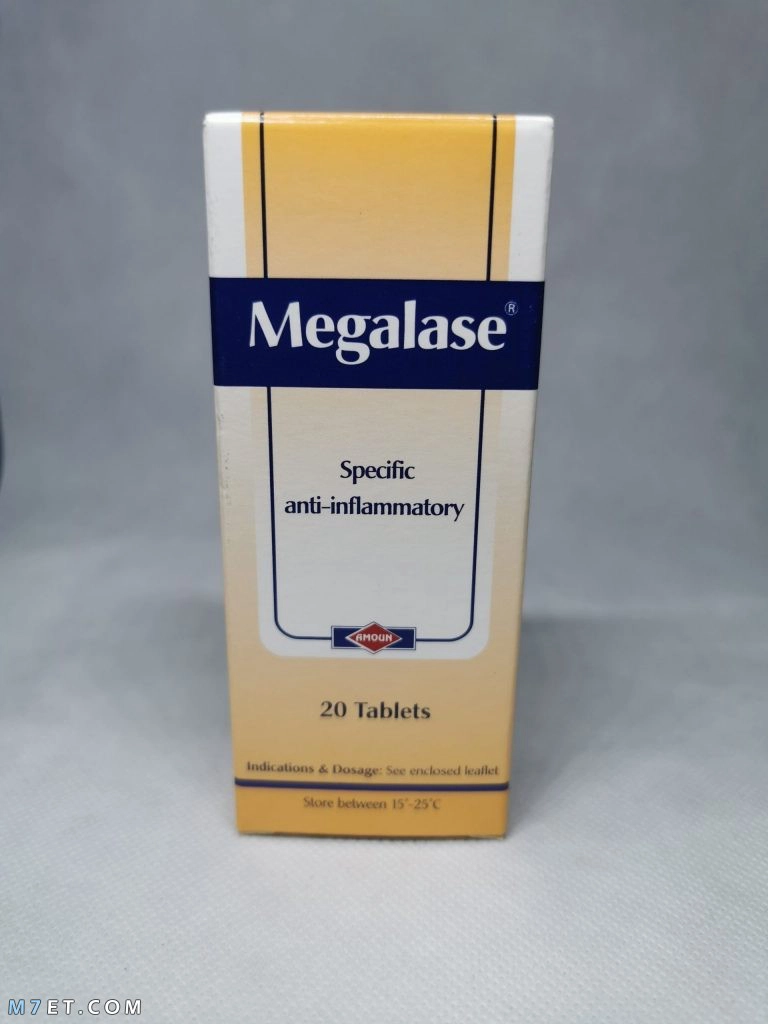 Megalase®
Specific
anti-inflammatory
AMOUN
20 Tablets
Indications & Dosage: See enclosed leaflet
Store between 15°-25°C
M7ET.COM